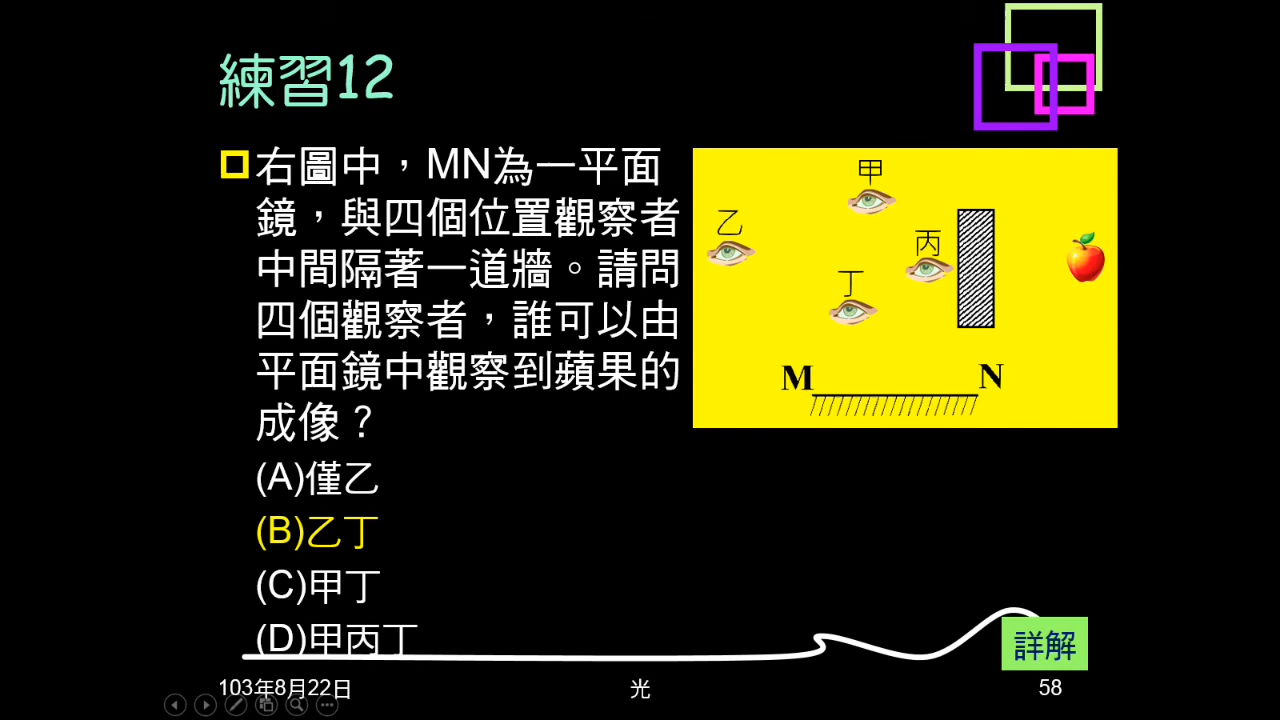 練習12
右圖中，MN為一平面
鏡，與四個位置觀察者
中間隔著一道牆。請問
四個觀察者，誰可以由
平面鏡中觀察到蘋果的
成像？
(A)僅乙
(B)乙丁
(C)甲丁
(D)甲丙丁
甲
乙
丙
丁
M
N
詳解
103年8月22日
光
58